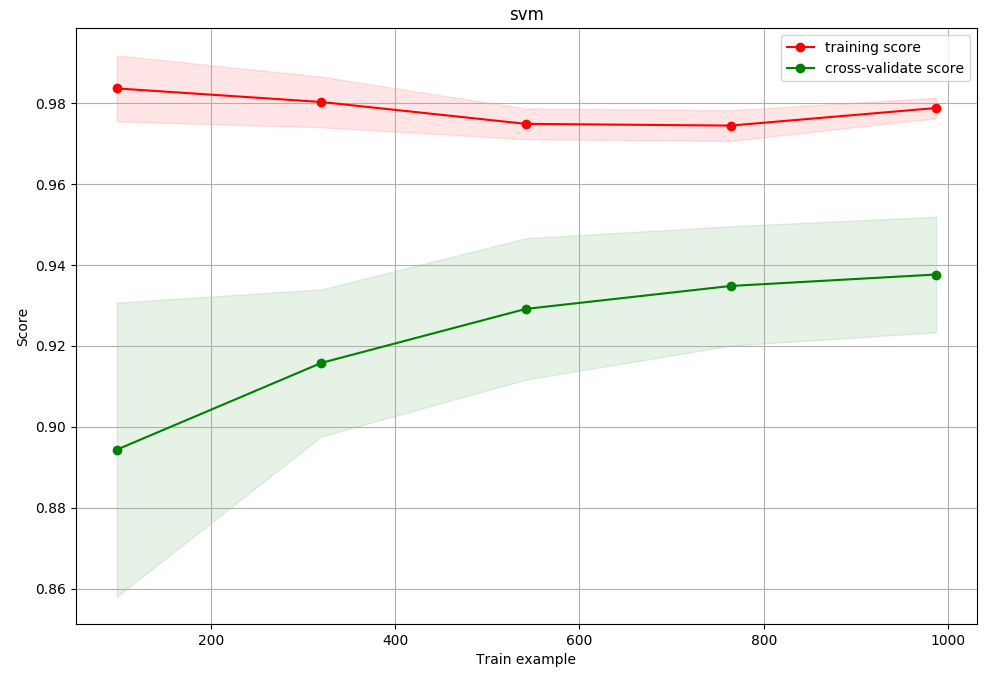 svm
training score
cross-validate score
Score
0.98
0.96
0.94
0.92
0.90
0.88
0.86
200 400 600 800 1000
Train example